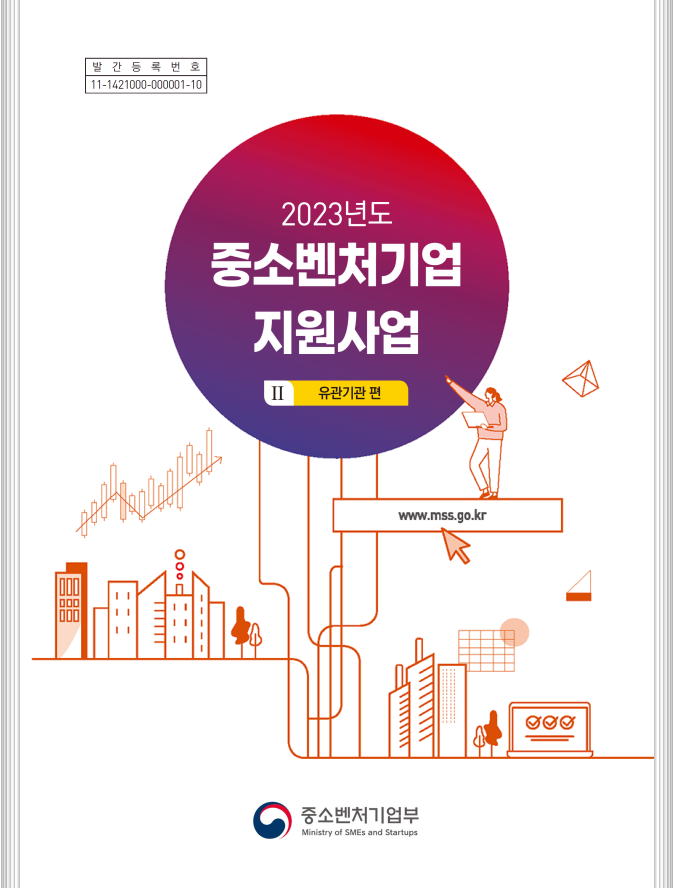 발간등록번호
11-1421000-000001-10
2023년도
중소벤처기업
지원사업
II 유관기관 편
www.mss.go.kr
중소벤처기업부
Ministry of SMEs and Startups